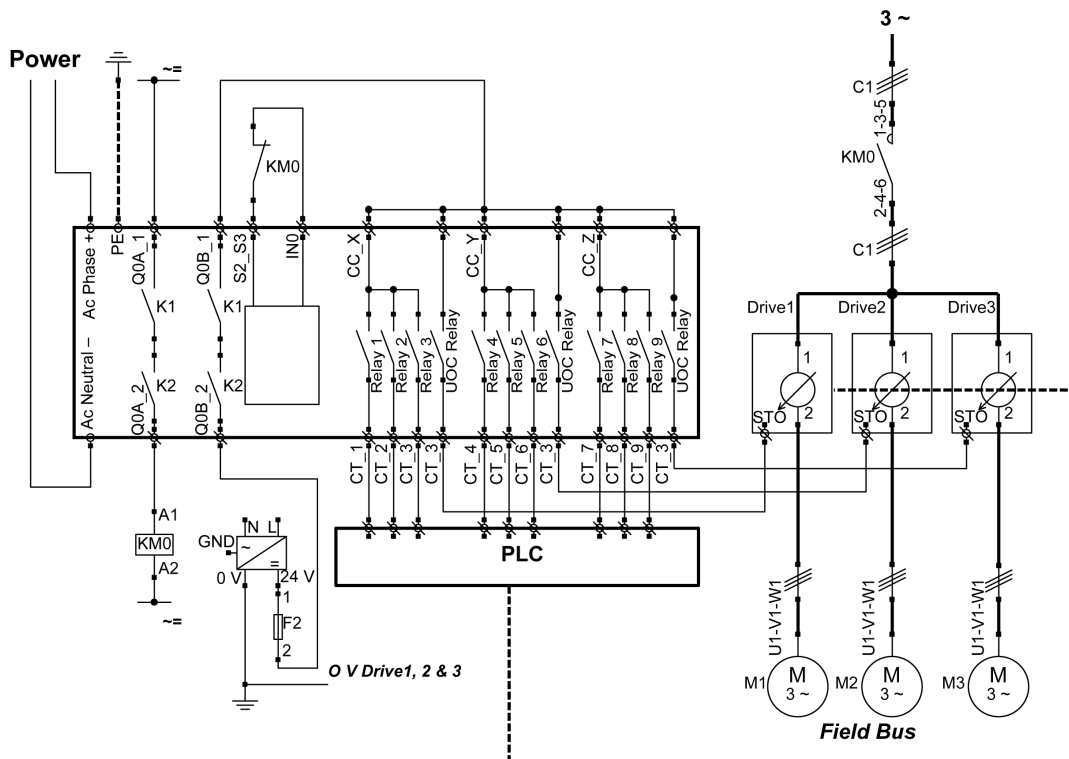 3 ~
Power
~=
C1
1-3-5
KM0
KM0
2-4-6
C1
Ac Phase +
PE
Q0A_1
Q0B_1
S2_S3
IN0
CC_X
CC_Y
CC_Z
K1
K1
Drive1
Drive2
Drive3
Relay 1
Relay 2
Relay 3
UOC Relay
Relay 4
Relay 5
Relay 6
UOC Relay
Relay 7
Relay 8
Relay 9
UOC Relay
1
1
1
Ac Neutral –
Q0A_2
K2
Q0B_2
K2
STO
2
STO
2
STO
2
CT_1
CT_2
CT_3
CT_3
CT_4
CT_5
CT_6
CT_3
CT_7
CT_8
CT_9
CT_3
A1
KM0
A2
~=
N L
GND
~
=
0 V
24 V
1
F2
2
PLC
O V Drive1, 2 & 3
U1-V1-W1
U1-V1-W1
U1-V1-W1
M1
M
3 ~
M2
M
3 ~
M3
M
3 ~
Field Bus